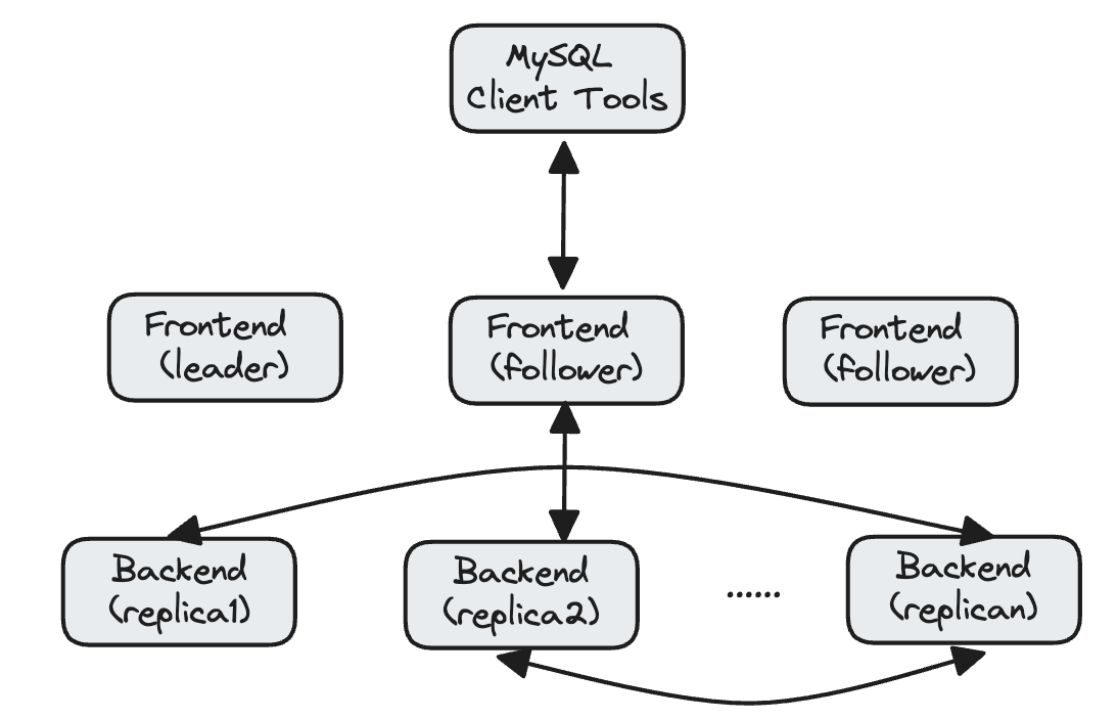 MySQL
Client Tools
Frontend
(leader)
Frontend
(follower)
Frontend
(follower)
Backend
(replica1)
Backend
(replica2)
......
Backend
(replican)